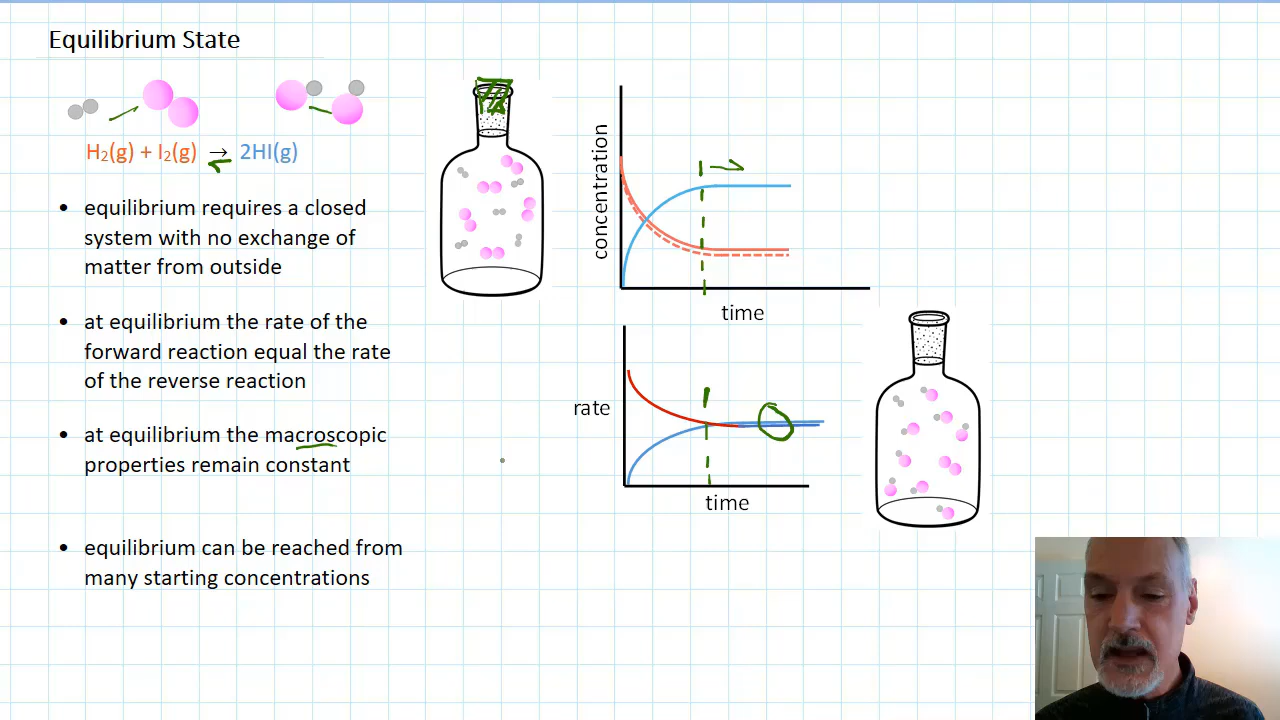 Equilibrium State
H₂(g) + I₂(g) → 2HI(g)
• equilibrium requires a closed
system with no exchange of
matter from outside
• at equilibrium the rate of the
forward reaction equal the rate
of the reverse reaction
• at equilibrium the macroscopic
properties remain constant
• equilibrium can be reached from
many starting concentrations
concentration
time
rate
time